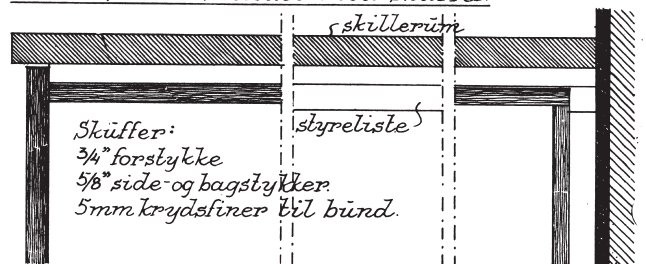 skillerum
styreliste
Skuffer:
3/4" forstykke
5/8" side- og bagstykker.
5mm krydsfiner til bund.